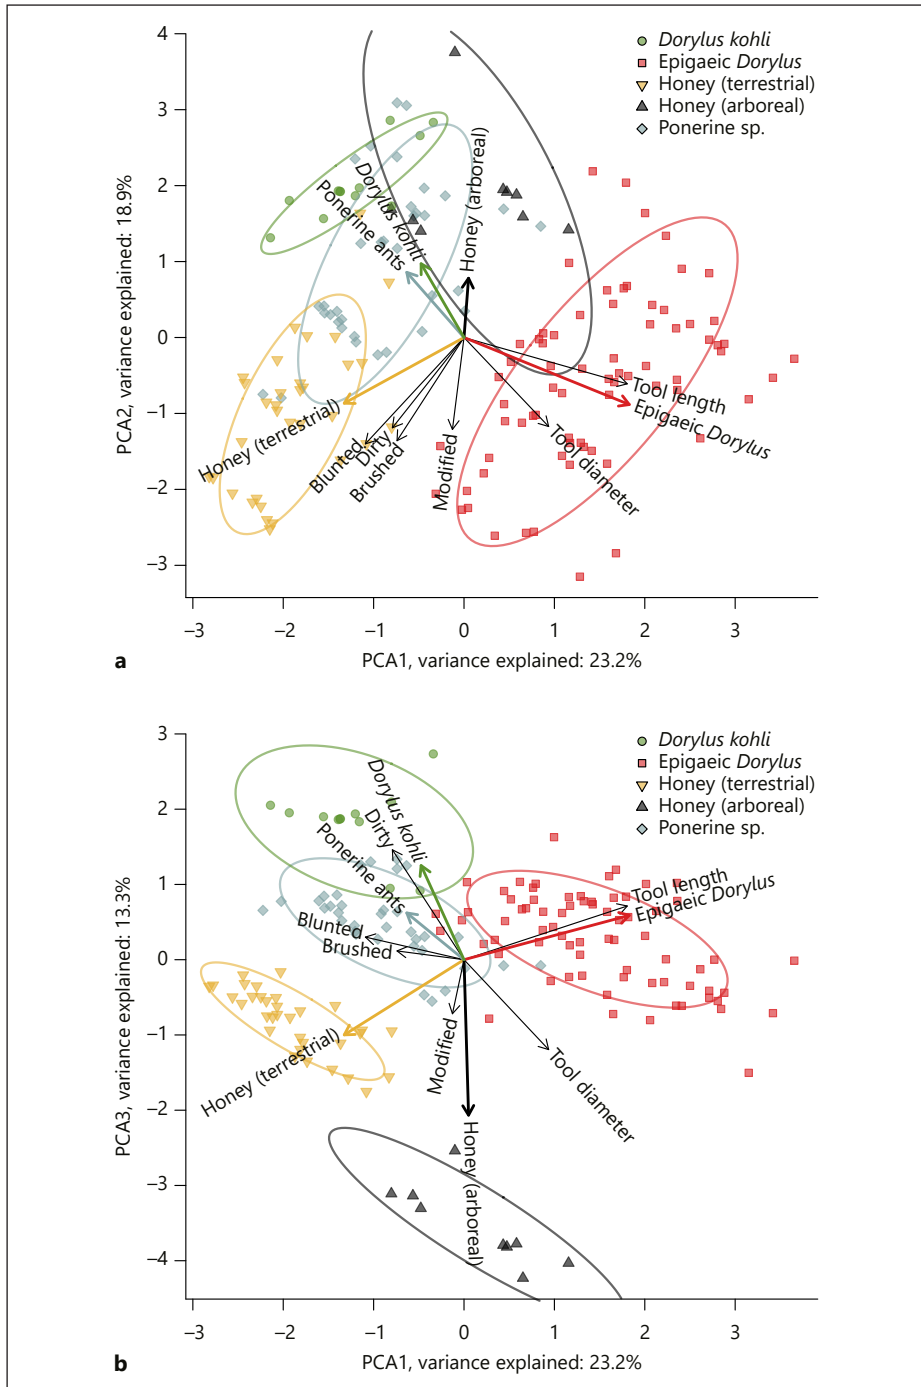 4
3
2
1
0
−1
−2
−3
PCA2, variance explained: 18.9%
Dorylus kohli
Epigaeic Dorylus
Honey (terrestrial)
Honey (arboreal)
Ponerine sp.
Honey (arboreal)
Dorylus kohli
Ponerine ants
Honey (terrestrial)
Blunted
Dirty
Brushed
Modified
Tool length
Epigaeic Dorylus
Tool diameter
−3 −2 −1 0 1 2 3
a
PCA1, variance explained: 23.2%
3
2
1
0
−1
−2
−3
−4
PCA3, variance explained: 13.3%
Dorylus kohli
Epigaeic Dorylus
Honey (terrestrial)
Honey (arboreal)
Ponerine sp.
Dorylus kohli
Dirty
Ponerine ants
Blunted
Brushed
Tool length
Epigaeic Dorylus
Honey (terrestrial)
Modified
Tool diameter
Honey (arboreal)
−3 −2 −1 0 1 2 3
b
PCA1, variance explained: 23.2%